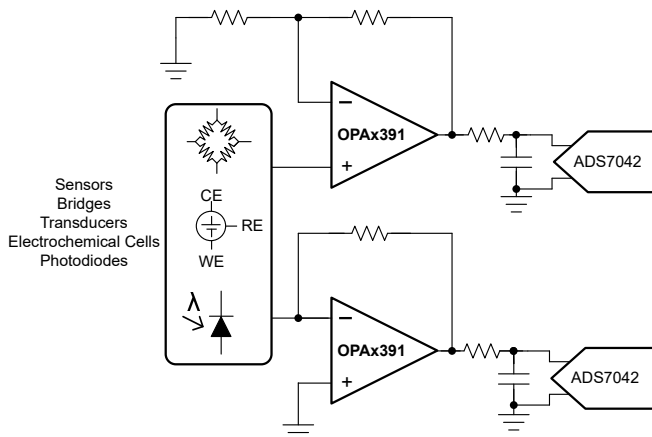 OPAx391
ADS7042
Sensors
Bridges
Transducers
Electrochemical Cells
Photodiodes
CE
RE
WE
λ
OPAx391
ADS7042